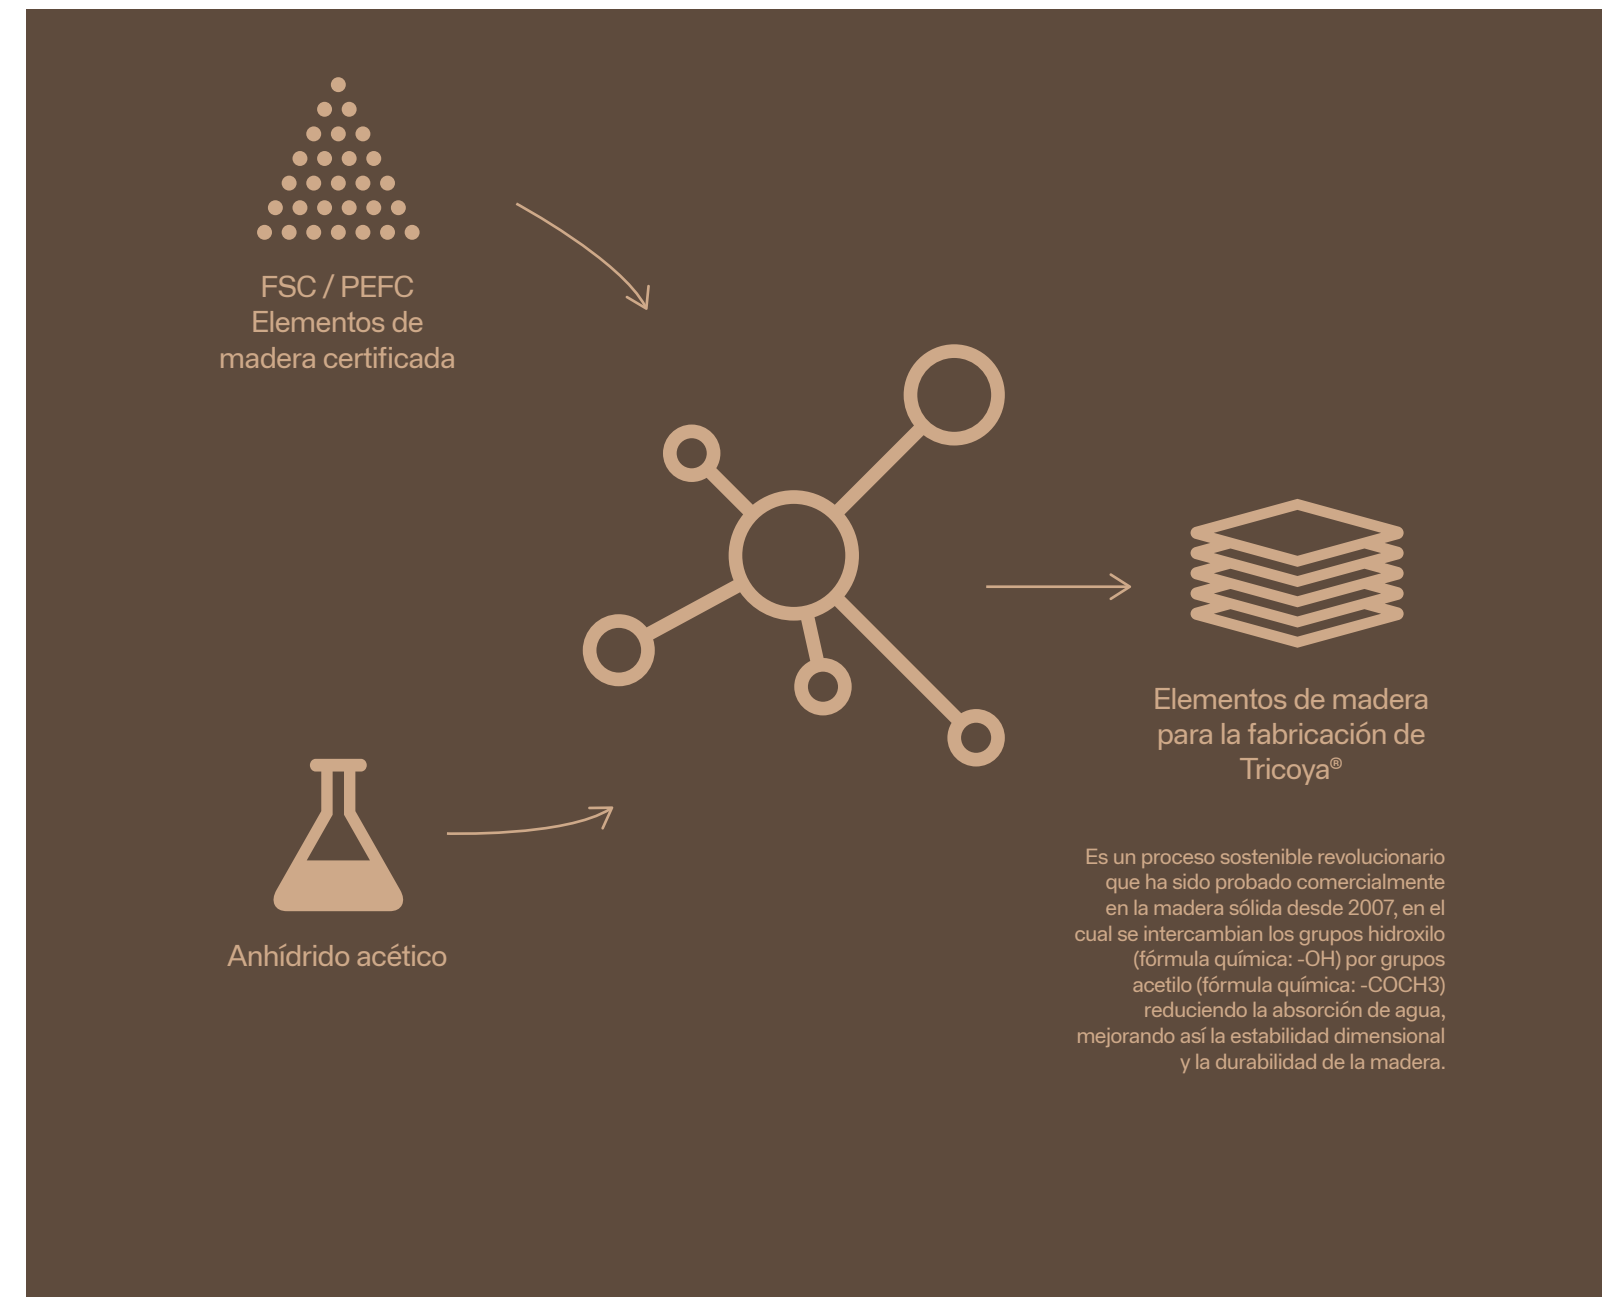 FSC / PEFC
Elementos de
madera certificada
Anhídrido acético
Elementos de madera
para la fabricación de
Tricoya®
Es un proceso sostenible revolucionario
que ha sido probado comercialmente
en la madera sólida desde 2007, en el
cual se intercambian los grupos hidroxilo
(fórmula química: -OH) por grupos
acetilo (fórmula química: -COCH3)
reduciendo la absorción de agua,
mejorando así la estabilidad dimensional
y la durabilidad de la madera.